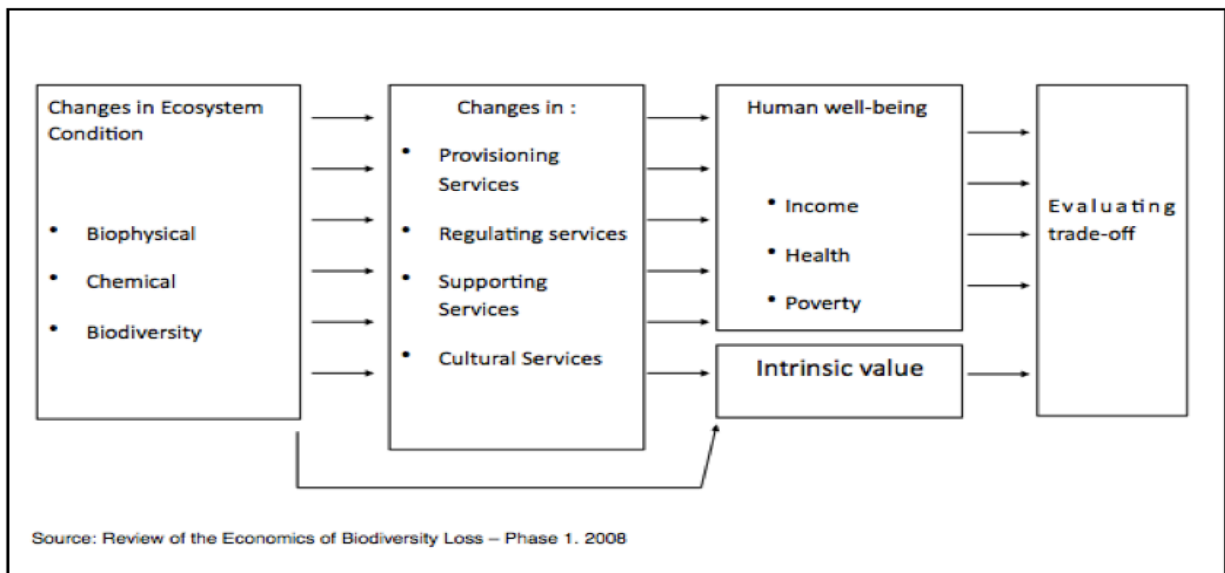 Changes in Ecosystem
Condition
• Biophysical
• Chemical
• Biodiversity
Changes in :
• Provisioning
Services
• Regulating services
• Supporting
Services
• Cultural Services
Human well-being
• Income
• Health
• Poverty
Intrinsic value
Evaluating
trade-off
Source: Review of the Economics of Biodiversity Loss – Phase 1. 2008